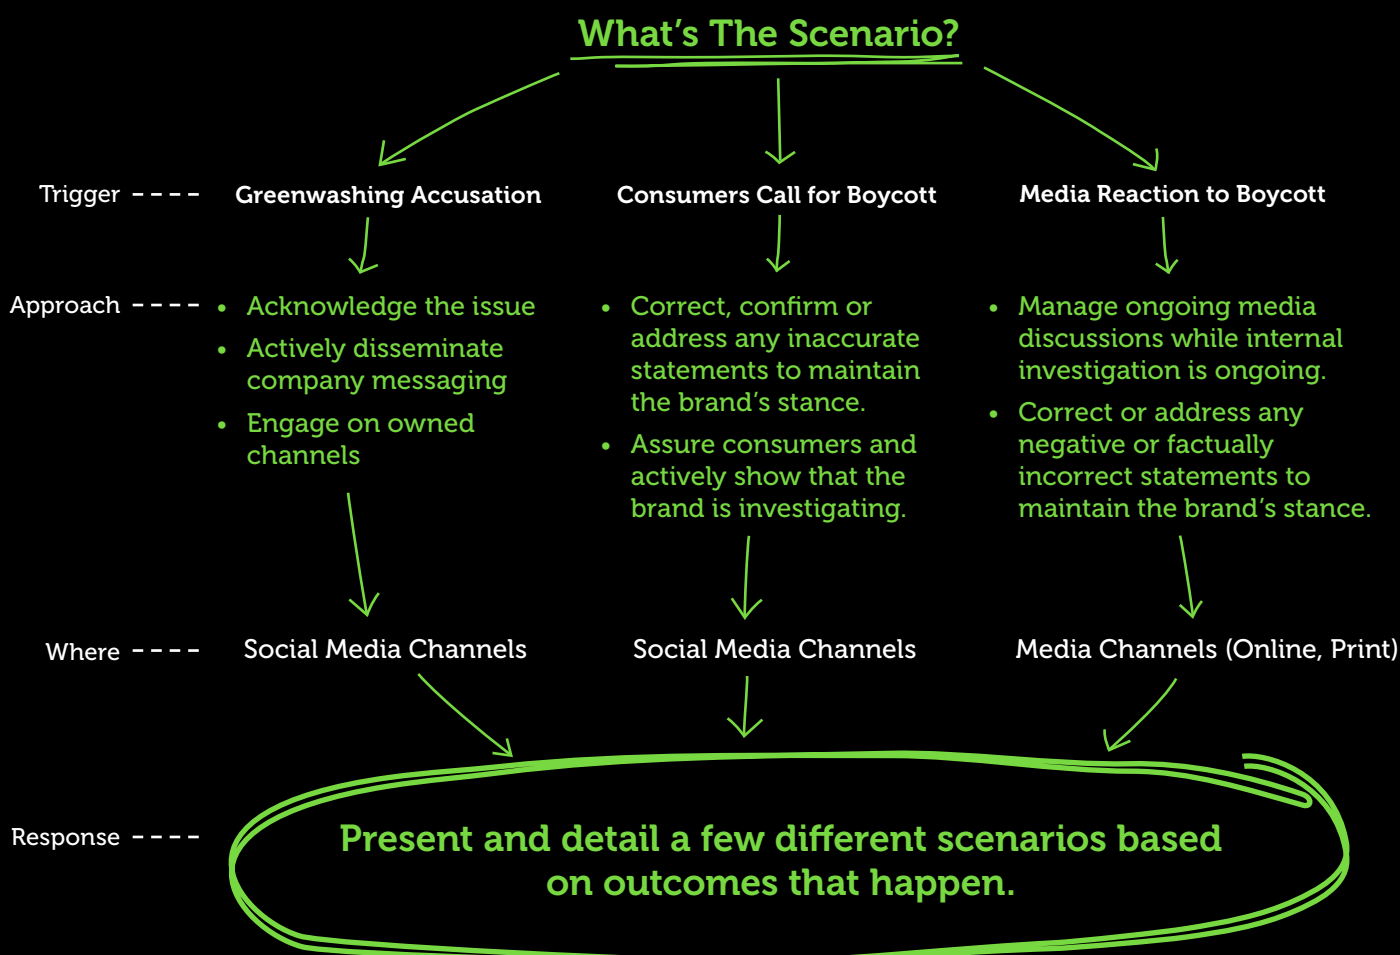 What's The Scenario?
Trigger
Greenwashing Accusation
Consumers Call for Boycott
Media Reaction to Boycott
Approach
• Acknowledge the issue
• Actively disseminate
company messaging
• Engage on owned
channels
• Correct, confirm or
address any inaccurate
statements to maintain
the brand's stance.
• Assure consumers and
actively show that the
brand is investigating.
• Manage ongoing media
discussions while internal
investigation is ongoing.
• Correct or address any
negative or factually
incorrect statements to
maintain the brand's stance.
Where
Social Media Channels
Social Media Channels
Media Channels (Online, Print)
Response
Present and detail a few different scenarios based
on outcomes that happen.